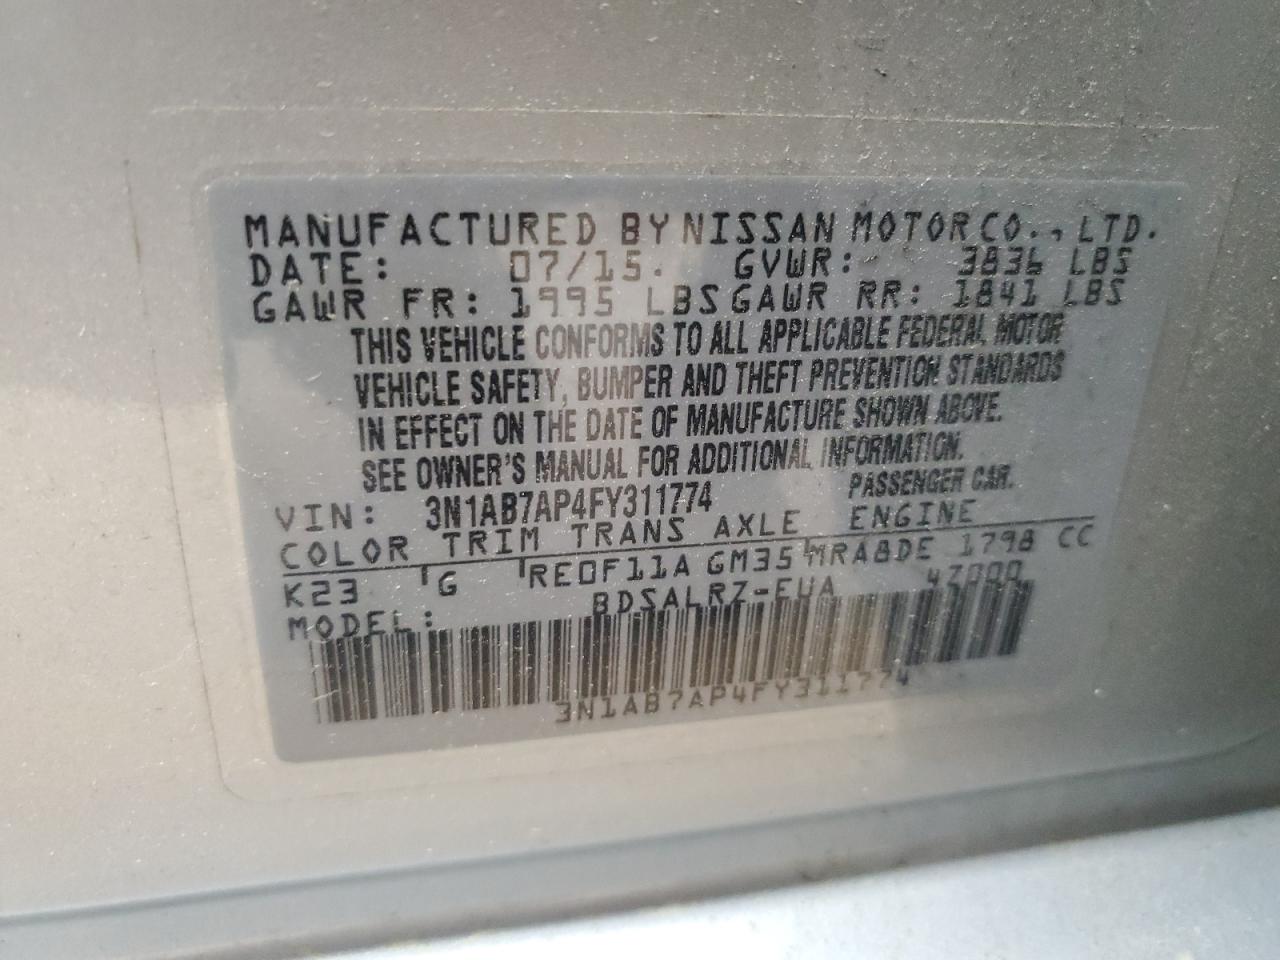 MANUFACTURED BY NISSAN MOTOR CO., LTD.
DATE: 07/15. GVWR: 3836 LBS
GAWR FR: 1995 LBS GAWR RR: 1841 LBS
THIS VEHICLE CONFORMS TO ALL APPLICABLE FEDERAL MOTOR
VEHICLE SAFETY, BUMPER AND THEFT PREVENTION STANDARDS
IN EFFECT ON THE DATE OF MANUFACTURE SHOWN ABOVE.
SEE OWNER'S MANUAL FOR ADDITIONAL INFORMATION.
VIN: 3N1AB7AP4FY311774 PASSENGER CAR.
COLOR TRIM TRANS AXLE ENGINE
K23 G RE0F11A GM35 MRA8DE 1798 CC
MODEL: BDSALRZ-EUA
3N1AB7AP4FY311774